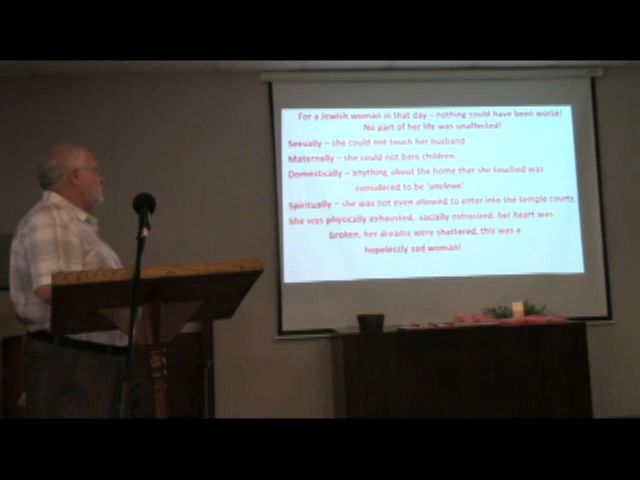 For a Jewish woman in that day – nothing could have been worse!
No part of her life was unaffected!
Sexually – she could not touch her husband
Maternally – she could not bare children.
Domestically – anything about the home that she touched was
considered to be 'unclean'.
Spiritually – she was not even allowed to enter into the temple courts.
She was physically exhausted, socially ostracized, her heart was
broken, her dreams were shattered, this was a
hopelessly sad woman!